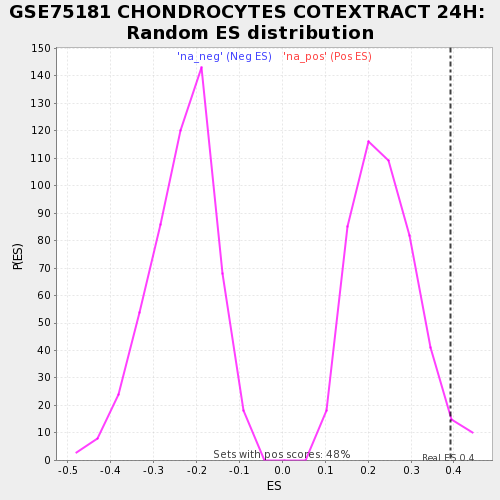 GSE75181 CHONDROCYTES COTEXTRACT 24H:
Random ES distribution
'na_neg' (Neg ES) 'na_pos' (Pos ES)
150
140
130
120
110
100
90
80
70
60
50
40
30
20
10
0
P(ES)
Sets with pos scores: 48%
Real ES 0.4
-0.5 -0.4 -0.3 -0.2 -0.1 0.0 0.1 0.2 0.3 0.4
ES